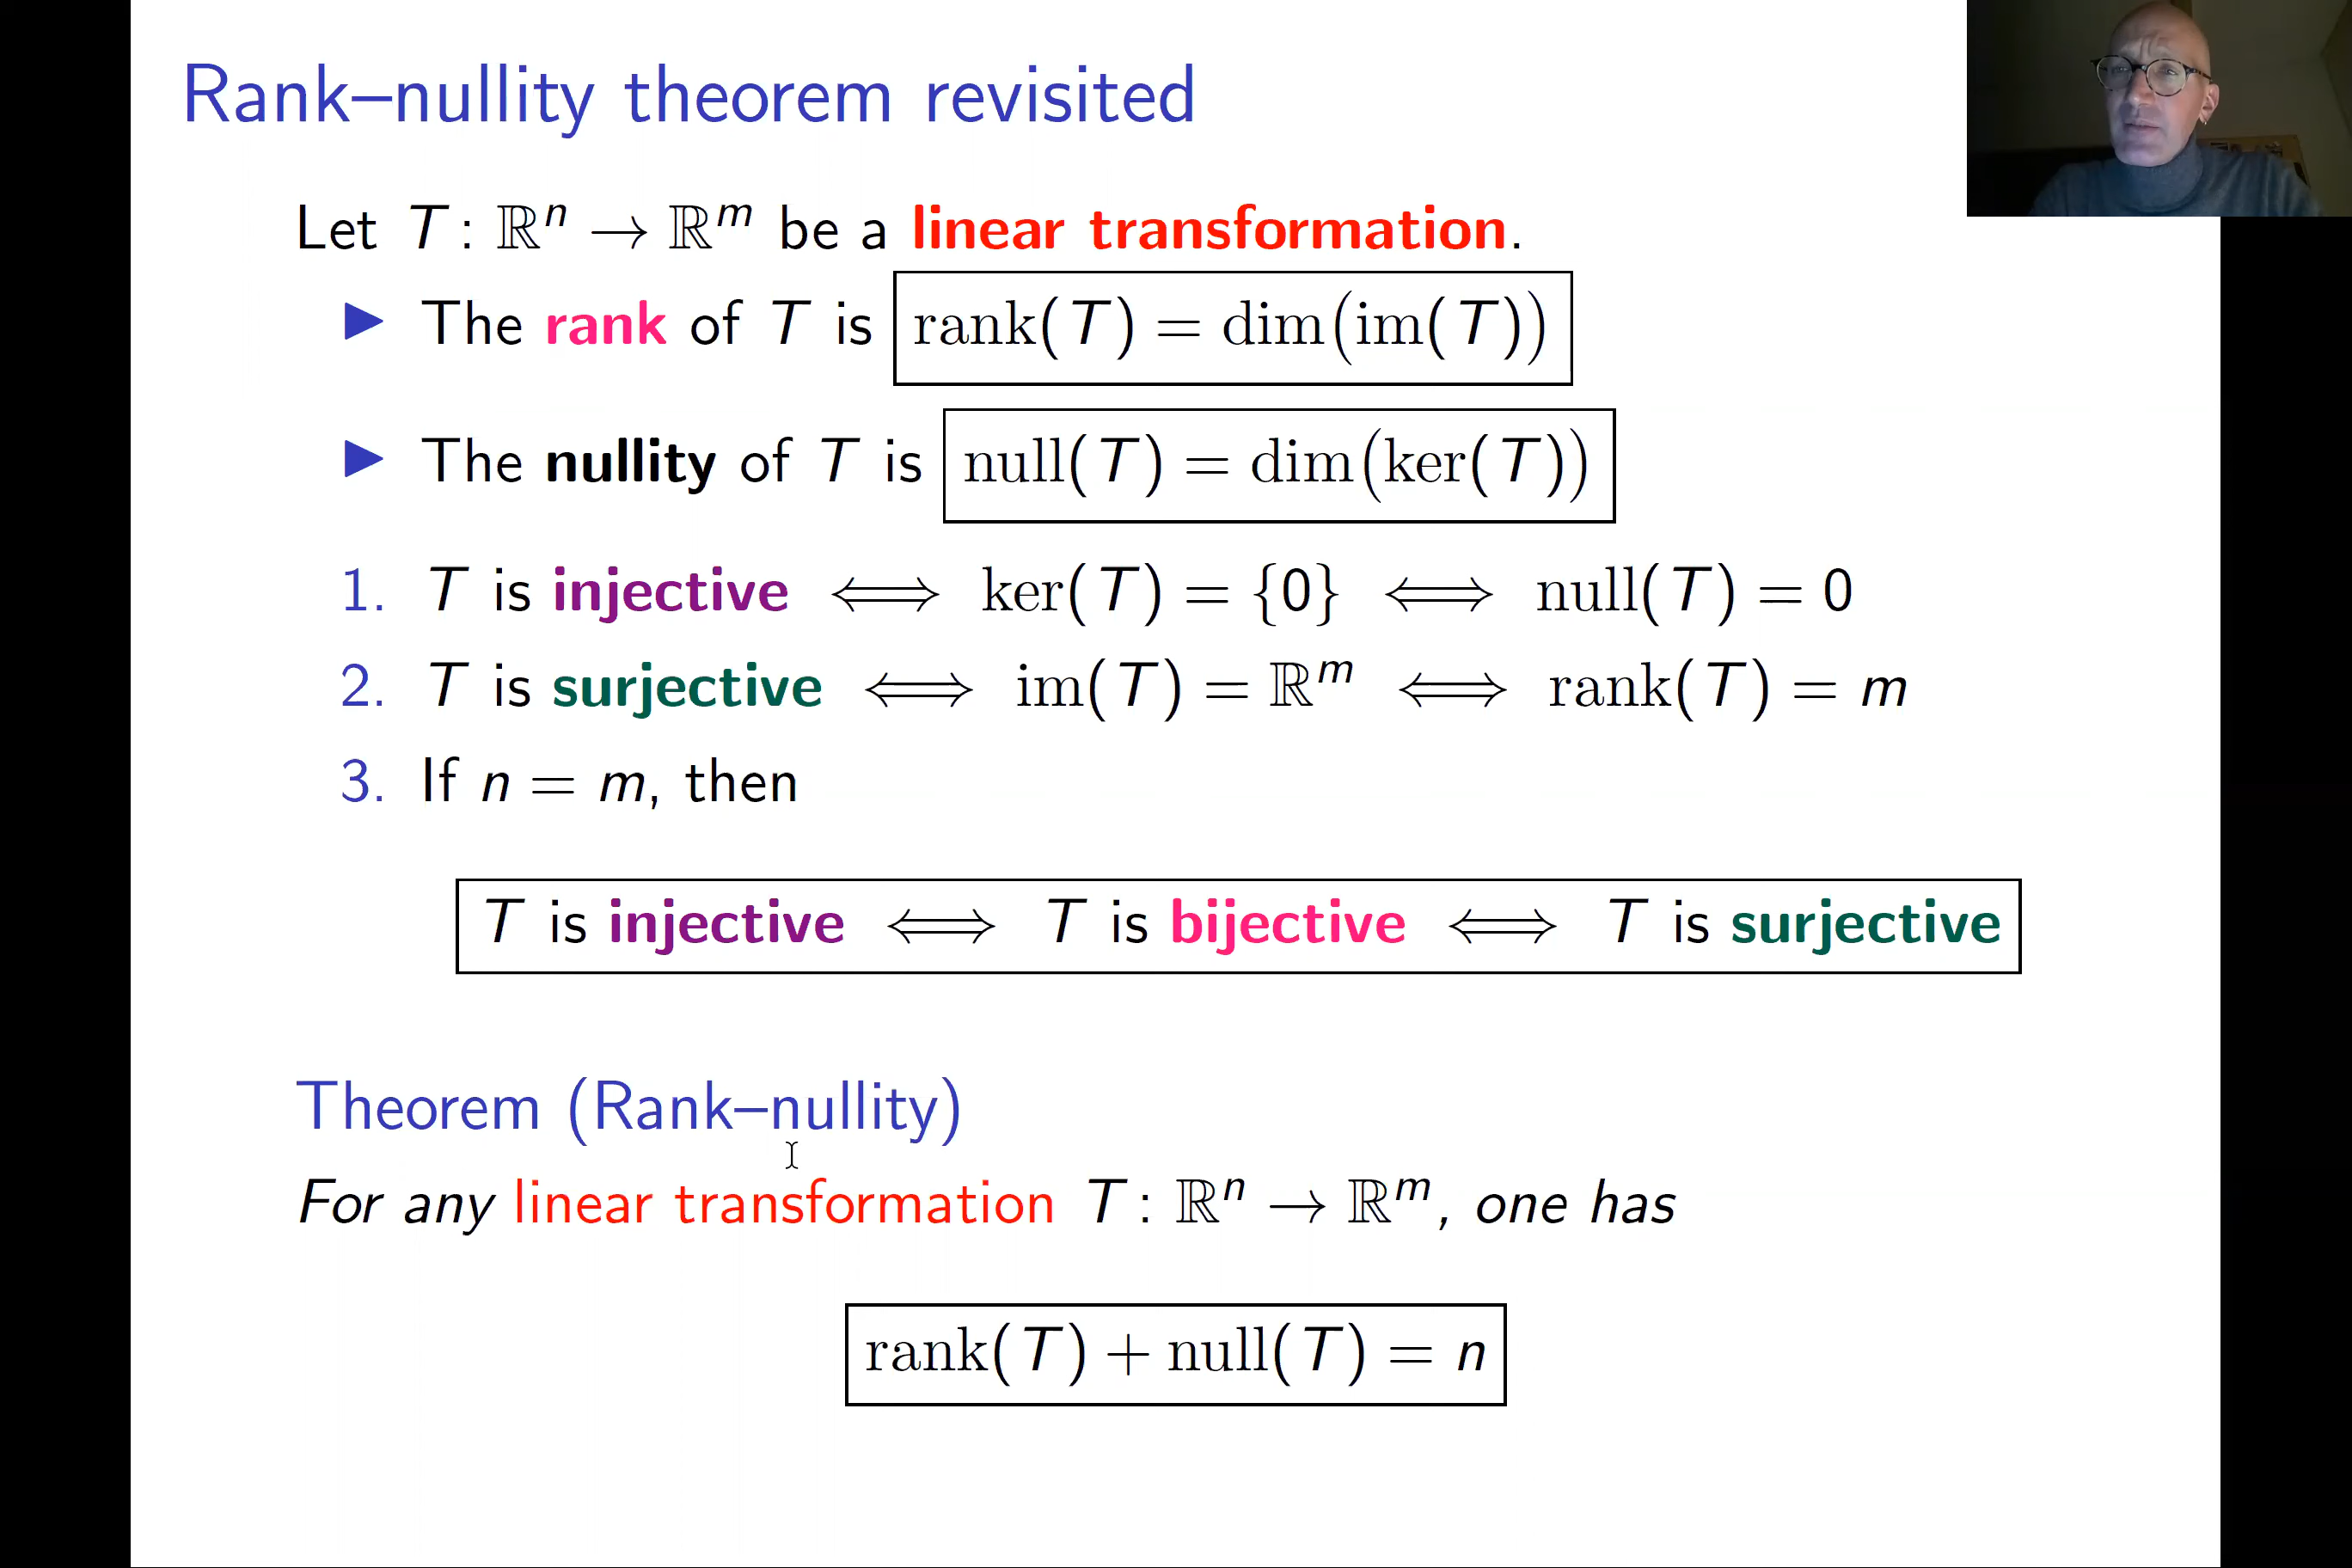 Rank–nullity theorem revisited
Let T : ℝⁿ → ℝᵐ be a linear transformation.
▶ The rank of T is rank(T) = dim(im(T))
▶ The nullity of T is null(T) = dim(ker(T))
1. T is injective ⟺ ker(T) = {0} ⟺ null(T) = 0
2. T is surjective ⟺ im(T) = ℝᵐ ⟺ rank(T) = m
3. If n = m, then
T is injective ⟺ T is bijective ⟺ T is surjective
Theorem (Rank–nullity)
For any linear transformation T : ℝⁿ → ℝᵐ, one has
rank(T) + null(T) = n